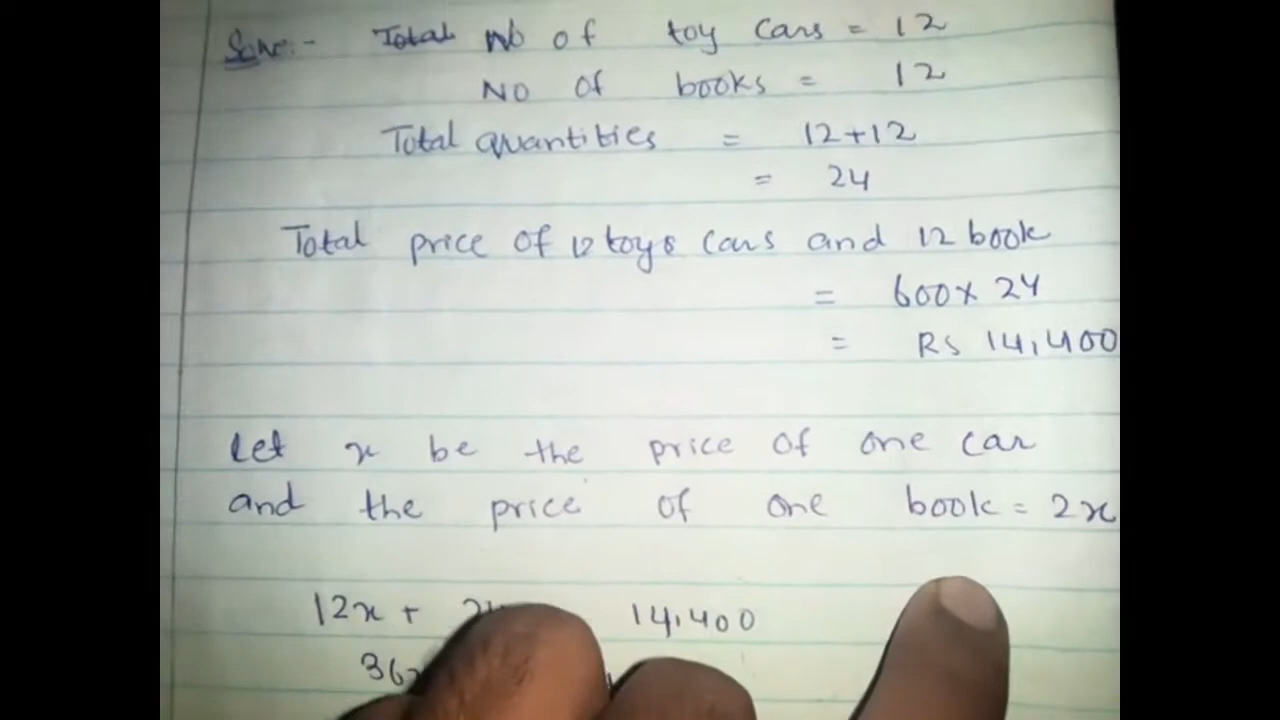 Solve:- Total No of toy cars = 12
No of books = 12
Total quantities = 12+12
= 24
Total price of 12 toys cars and 12 book
= 600 x 24
= Rs 14,400
Let x be the price of one car
and the price of one book = 2x
12x + 14,400